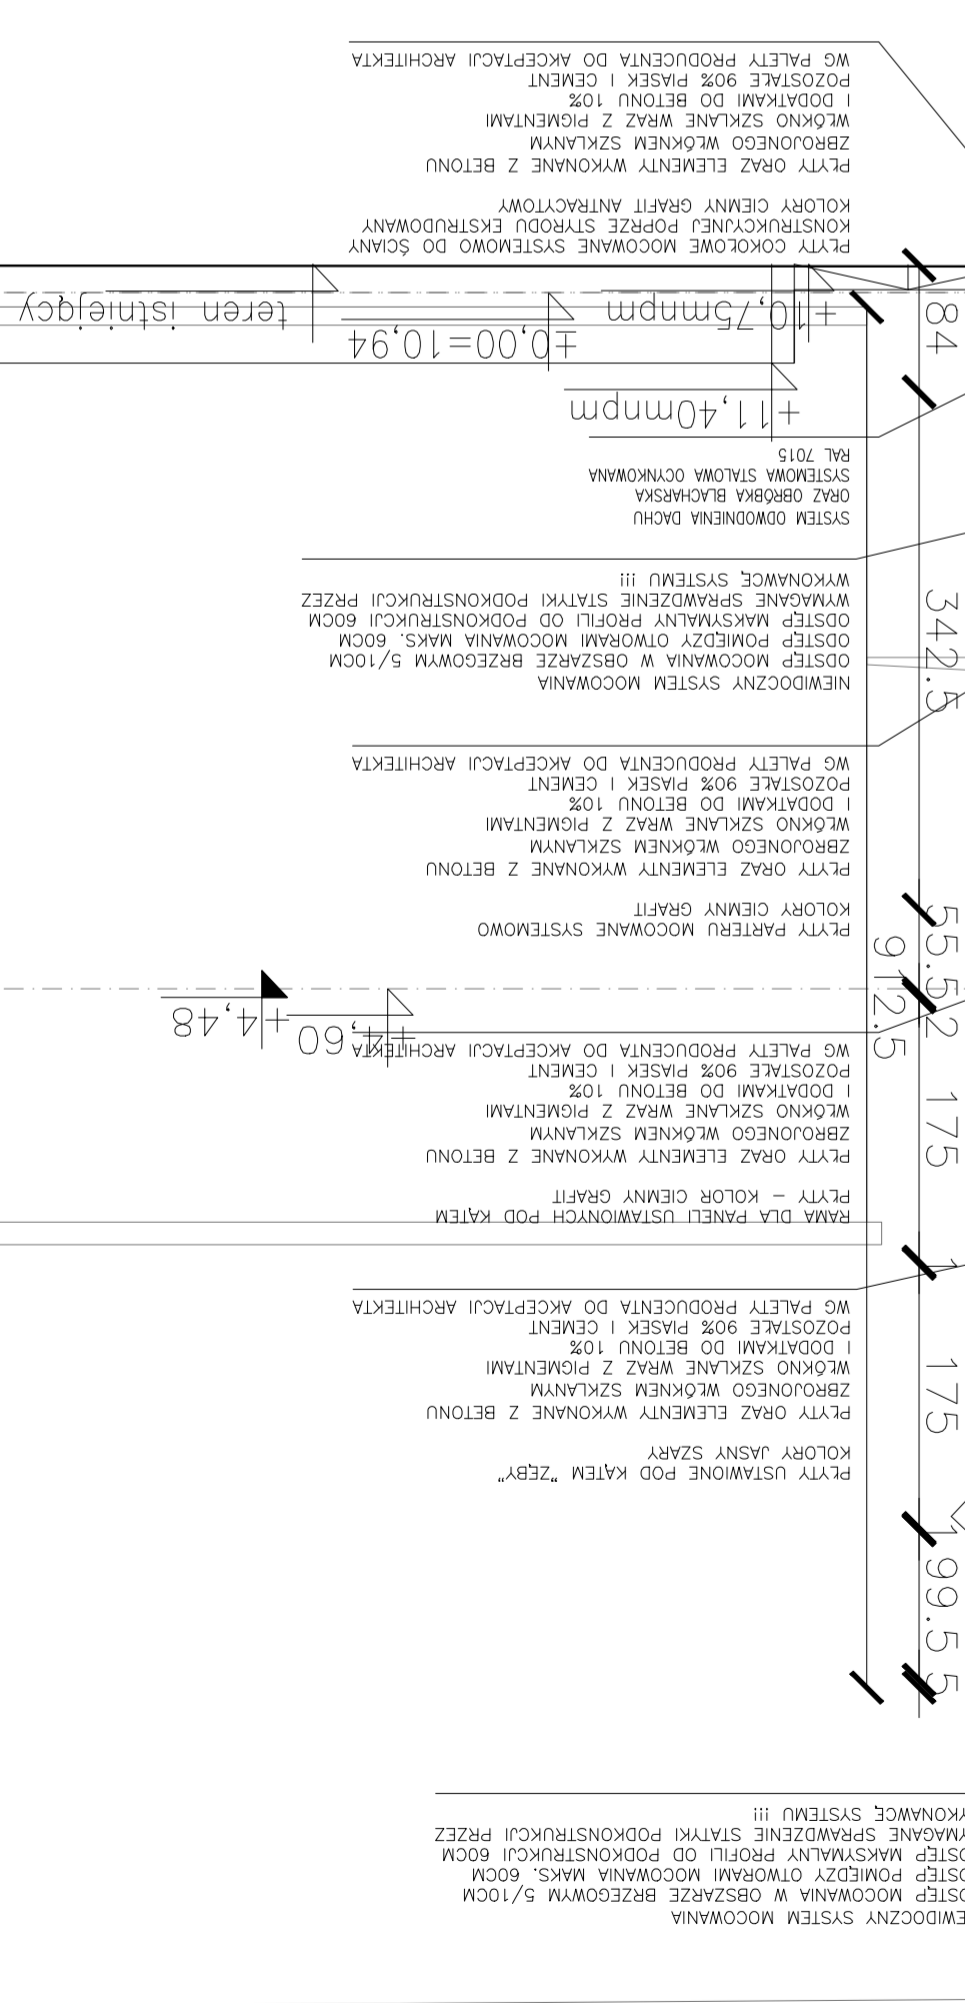 EWIDOCZNY SYSTEM MOCOWANIA
DSTĘP MOCOWANIA W OBSZARZE BRZEGOWYM 5/10CM
DSTĘP POMIĘDZY OTWORAMI MOCOWANIA MAKS. 60CM
DSTĘP MAKSYMALNY PROFILI OD PODKONSTRUKCJI 60CM
YMAGANE SPRAWDZENIE STATYKI PODKONSTRUKCJI PRZEZ
YKONAWCĘ SYSTEMU !!!
5
99.5
1
PŁYTY USTAWIONE POD KĄTEM "ZĘBY"
KOLORY JASNY SZARY
PŁYTY ORAZ ELEMENTY WYKONANE Z BETONU
ZBROJONEGO WŁÓKNEM SZKLANYM
WŁÓKNO SZKLANE WRAZ Z PIGMENTAMI
I DODATKAMI DO BETONU 10%
POZOSTAŁE 90% PIASEK I CEMENT
WG PALETY PRODUCENTA DO AKCEPTACJI ARCHITEKTA
175
1
RAMA DLA PANELI USTAWIONYCH POD KĄTEM
PŁYTY – KOLOR CIEMNY GRAFIT
PŁYTY ORAZ ELEMENTY WYKONANE Z BETONU
ZBROJONEGO WŁÓKNEM SZKLANYM
WŁÓKNO SZKLANE WRAZ Z PIGMENTAMI
I DODATKAMI DO BETONU 10%
POZOSTAŁE 90% PIASEK I CEMENT
WG PALETY PRODUCENTA DO AKCEPTACJI ARCHITEKTA
175
2
912.5
+4,60
+4,48
55.5
PŁYTY PARTERU MOCOWANE SYSTEMOWO
KOLORY CIEMNY GRAFIT
PŁYTY ORAZ ELEMENTY WYKONANE Z BETONU
ZBROJONEGO WŁÓKNEM SZKLANYM
WŁÓKNO SZKLANE WRAZ Z PIGMENTAMI
I DODATKAMI DO BETONU 10%
POZOSTAŁE 90% PIASEK I CEMENT
WG PALETY PRODUCENTA DO AKCEPTACJI ARCHITEKTA
342.5
NIEWIDOCZNY SYSTEM MOCOWANIA
ODSTĘP MOCOWANIA W OBSZARZE BRZEGOWYM 5/10CM
ODSTĘP POMIĘDZY OTWORAMI MOCOWANIA MAKS. 60CM
ODSTĘP MAKSYMALNY PROFILI OD PODKONSTRUKCJI 60CM
WYMAGANE SPRAWDZENIE STATYKI PODKONSTRUKCJI PRZEZ
WYKONAWCĘ SYSTEMU !!!
SYSTEM ODWODNIENIA DACHU
ORAZ OBRÓBKA BLACHARSKA
SYSTEMOWA STALOWA OCYNKOWANA
RAL 7015
+11,40mnpm
±0,00=10,94
84
+10,75mnpm
teren istniejący
PŁYTY COKOŁOWE MOCOWANE SYSTEMOWO DO ŚCIANY
KONSTRUKCYJNEJ POPRZE STYRODU EKSTRUDOWANY
KOLORY CIEMNY GRAFIT ANTRACYTOWY
PŁYTY ORAZ ELEMENTY WYKONANE Z BETONU
ZBROJONEGO WŁÓKNEM SZKLANYM
WŁÓKNO SZKLANE WRAZ Z PIGMENTAMI
I DODATKAMI DO BETONU 10%
POZOSTAŁE 90% PIASEK I CEMENT
WG PALETY PRODUCENTA DO AKCEPTACJI ARCHITEKTA